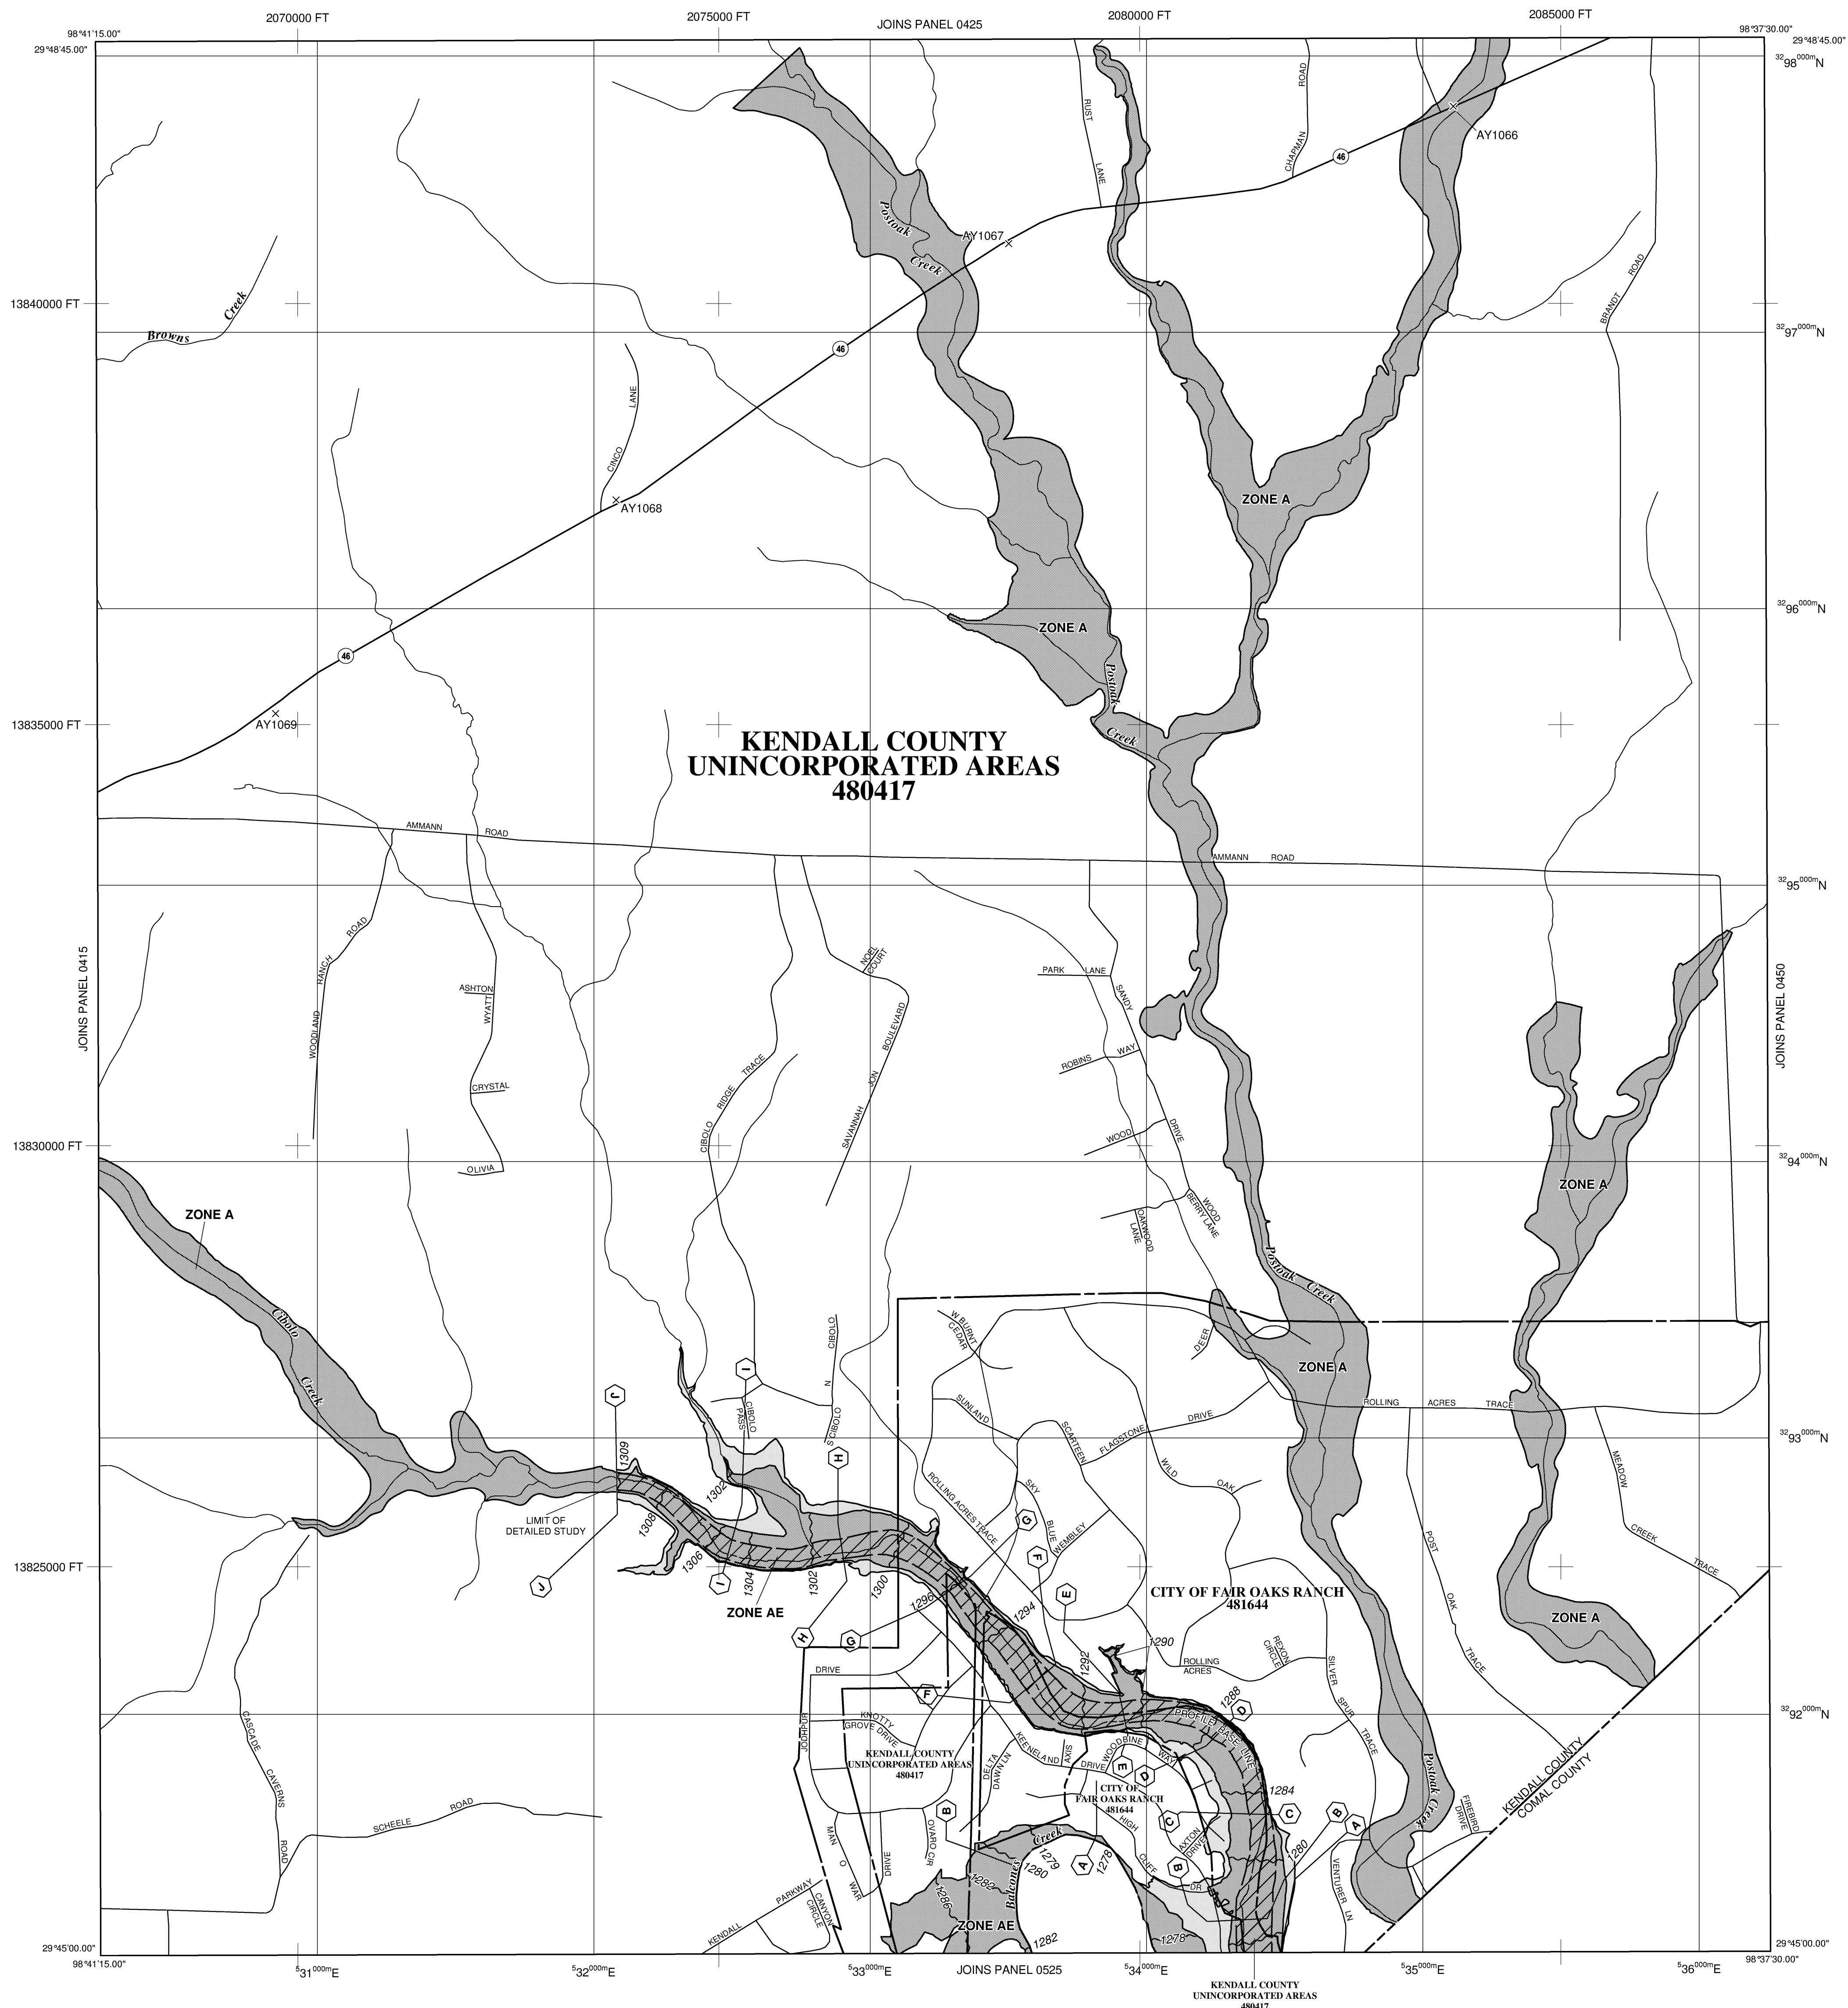 2070000 FT
2075000 FT
JOINS PANEL 0425
2080000 FT
2085000 FT
98°41'15.00"
98°37'30.00"
29°48'45.00"
29°48'45.00"
3298000mN
RUST
LANE
CHAPMAN
ROAD
46
AY1066
Postoak
Creek
AY1067
BRANDT
ROAD
13840000 FT
Browns
Creek
3297000mN
46
CINCO
LANE
AY1068
ZONE A
3296000mN
ZONE A
46
Postoak
Creek
AY1069
13835000 FT
KENDALL COUNTY
UNINCORPORATED AREAS
480417
AMMANN
ROAD
AMMANN
ROAD
3295000mN
JOINS PANEL 0415
JOINS PANEL 0450
WOODLAND
RANCH
ROAD
ASHTON
WYATT
CRYSTAL
OLIVIA
NOEL
COURT
SAVANNAH
JON
BOULEVARD
CIBOLO
RIDGE
TRACE
PARK
LANE
SANDY
ROBINS
WAY
WOOD
DRIVE
WOOD
BERRY LANE
OAKWOOD
LANE
13830000 FT
3294000mN
ZONE A
ZONE A
Cibolo
Creek
Postoak
Creek
W BURNT
CEDAR
DEER
ZONE A
ROLLING
ACRES
TRACE
J
I
CIBOLO
PASS
CIBOLO
N
S CIBOLO
H
SUNLAND
SCARTEEN
FLAGSTONE
DRIVE
WILD
OAK
3293000mN
MEADOW
CREEK
TRACE
1309
1302
1308
LIMIT OF
DETAILED STUDY
1306
1304
1302
1300
1296
ROLLING ACRES TRACE
SKY
BLUE
WEMBLEY
G
F
E
J
I
H
G
ZONE AE
13825000 FT
CITY OF FAIR OAKS RANCH
481644
ZONE A
POST
OAK
TRACE
1294
1292
1290
1288
ROLLING
ACRES
REXON
CIRCLE
SILVER
SPUR
TRACE
D
PROFILE BASE LINE
3292000mN
DRIVE
F
JODHPUR
KNOTTY
GROVE DRIVE
KENDALL COUNTY
UNINCORPORATED AREAS
480417
DELTA
DAWN LN
KEENELAND
AXIS
DRIVE
WOODBINE
WAY
E
D
CITY OF
FAIR OAKS RANCH
481644
HIGH
CLIFF
DR
C
AXTON
DRIVE
B
1284
C
B
A
1280
VENTURER LN
Postoak
Creek
FIREBIRD
DRIVE
KENDALL COUNTY
COMAL COUNTY
CASCADE
CAVERNS
ROAD
SCHEELE
ROAD
MAN
O
WAR
DRIVE
OVARO CIR
B
Balcones
Creek
1279
1280
1282
1286
A
1278
KENDALL
PARKWAY
CANYON
CIRCLE
ZONE AE
1282
1278
29°45'00.00"
29°45'00.00"
98°41'15.00"
531000mE
532000mE
533000mE
JOINS PANEL 0525
534000mE
535000mE
536000mE
98°37'30.00"
KENDALL COUNTY
UNINCORPORATED AREAS
480417